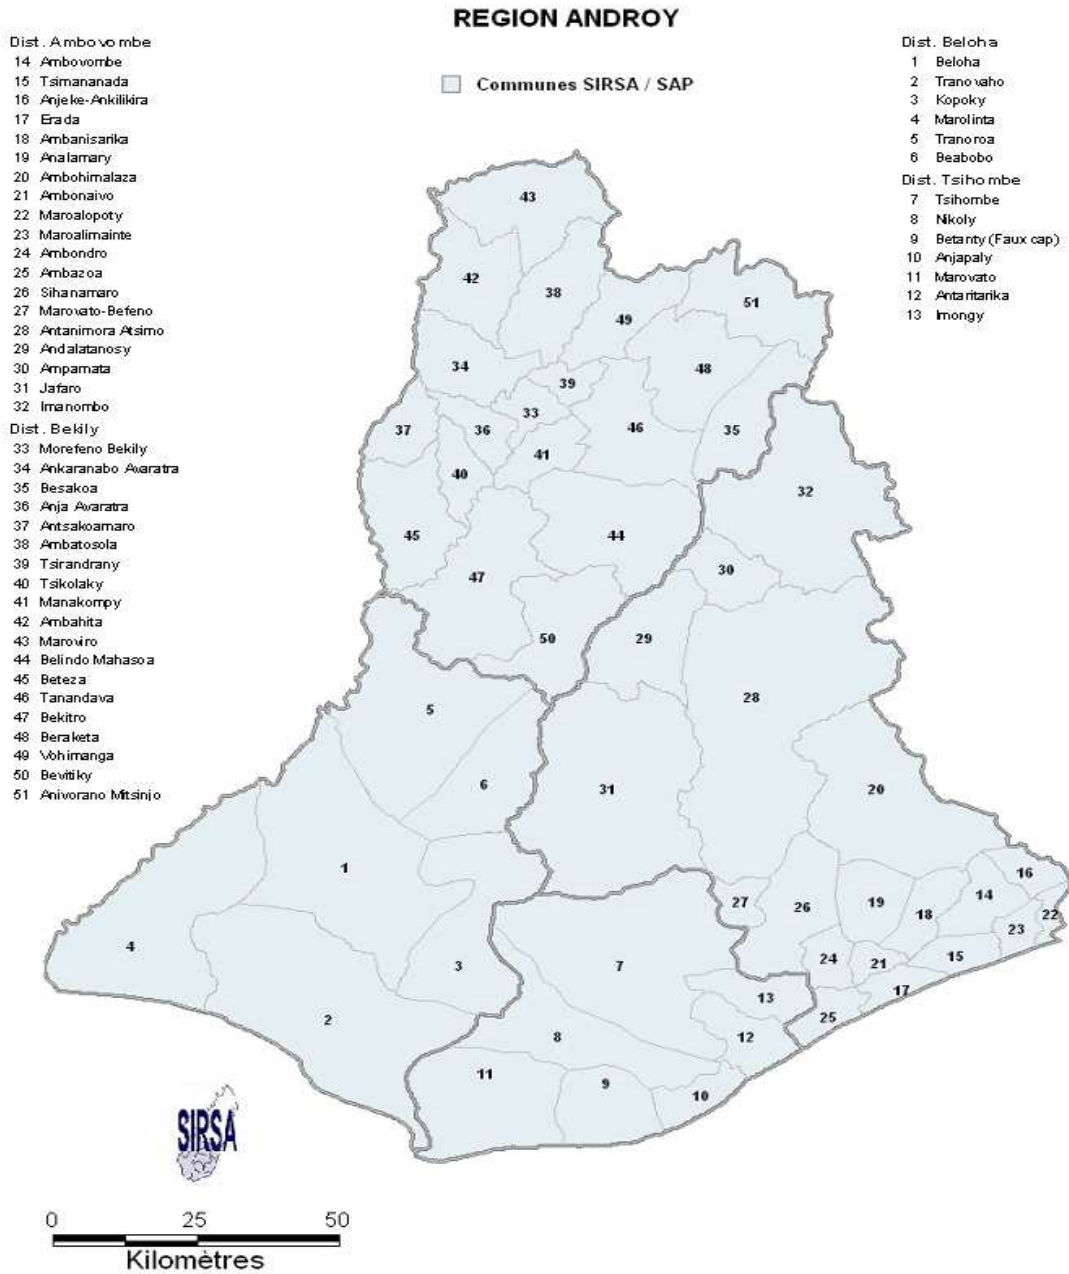 REGION ANDROY
Dist. Ambovombe
14 Ambovombe
15 Tsimananada
16 Anjeke-Ankilikira
17 Erada
18 Ambanisarika
19 Analamary
20 Ambohimalaza
21 Ambonaivo
22 Maroalopoty
23 Maroalimainte
24 Ambondro
25 Ambazoa
26 Sihanamaro
27 Marovato-Befeno
28 Antanimora Atsimo
29 Andalatanosy
30 Ampamata
31 Jafaro
32 Imanombo
Dist. Bekily
33 Morefeno Bekily
34 Ankaranabo Avaratra
35 Besakoa
36 Anja Avaratra
37 Antsakoamaro
38 Ambatosola
39 Tsirandrany
40 Tsikolaky
41 Manakompy
42 Ambahita
43 Maroviro
44 Belindo Mahasoa
45 Beteza
46 Tanandava
47 Bekitro
48 Beraketa
49 Vohimanga
50 Bevitiky
51 Anivorano Mitsinjo
Communes SIRSA / SAP
Dist. Beloha
1 Beloha
2 Tranovaho
3 Kopoky
4 Marolinta
5 Tranoroa
6 Beabobo
Dist. Tsihombe
7 Tsihombe
8 Nikoly
9 Betanty (Faux cap)
10 Anjapaly
11 Marovato
12 Antaritarika
13 Imongy
43
42
38
51
49
34
48
39
33
37
36
46
35
41
40
32
45
44
47
30
50
29
28
5
6
31
20
1
16
14
27
26
19
18
22
23
4
3
7
24
21
15
17
13
2
25
8
12
11
9
10
SIRSA
0 25 50
Kilomètres